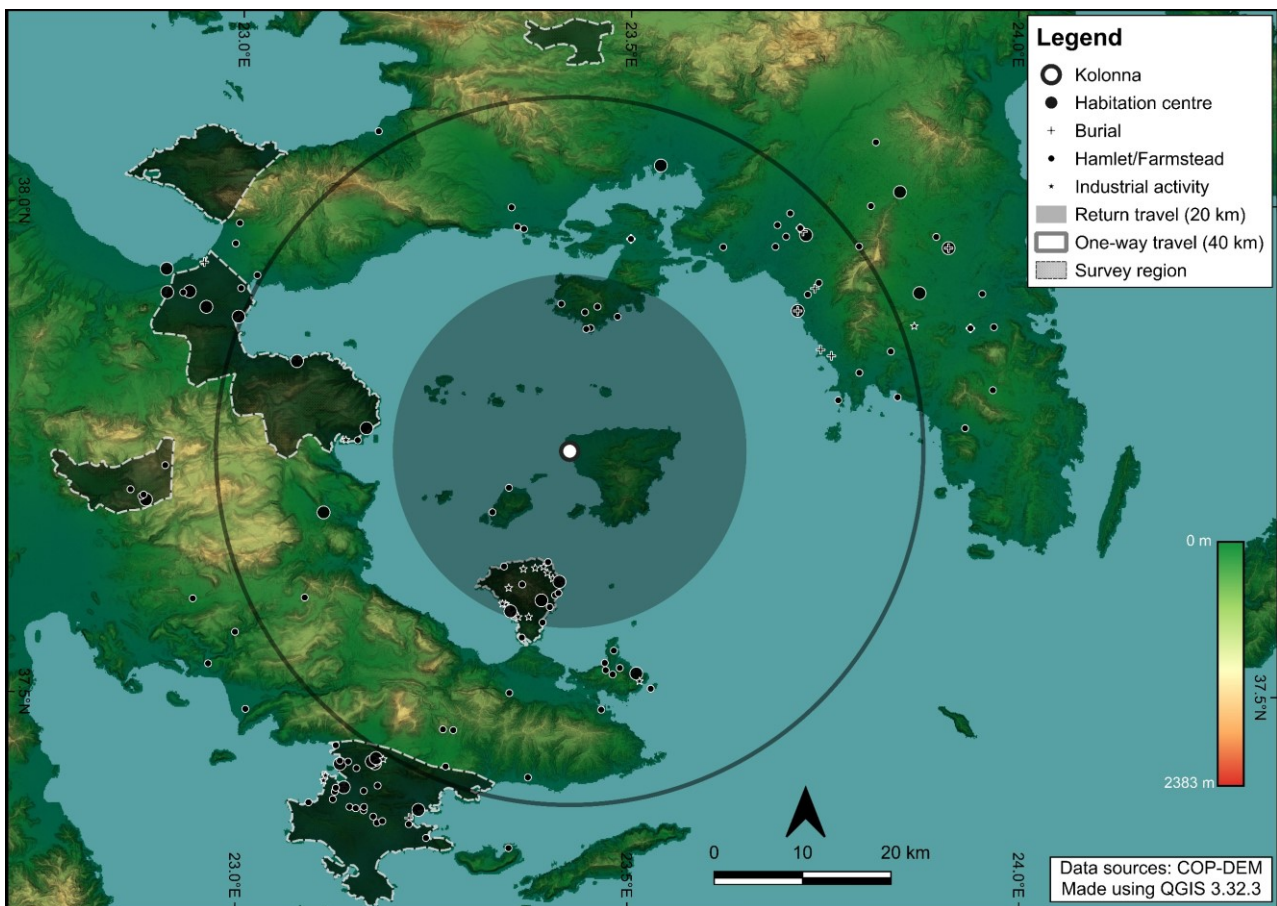 23.0°E
23.5°E
24.0°E
Legend
Kolonna
Habitation centre
Burial
Hamlet/Farmstead
Industrial activity
Return travel (20 km)
One-way travel (40 km)
Survey region
38.0°N
0 m
2383 m
37.5°N
37.5°N
0 10 20 km
23.0°E
23.5°E
24.0°E
Data sources: COP-DEM
Made using QGIS 3.32.3